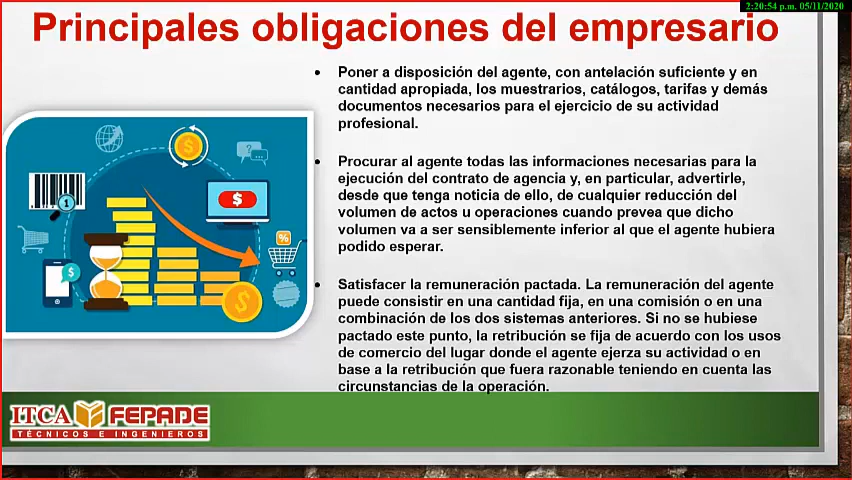 2:20:54 p.m. 05/11/2020
Principales obligaciones del empresario
• Poner a disposición del agente, con antelación suficiente y en
cantidad apropiada, los muestrarios, catálogos, tarifas y demás
documentos necesarios para el ejercicio de su actividad
profesional.
• Procurar al agente todas las informaciones necesarias para la
ejecución del contrato de agencia y, en particular, advertirle,
desde que tenga noticia de ello, de cualquier reducción del
volumen de actos u operaciones cuando prevea que dicho
volumen va a ser sensiblemente inferior al que el agente hubiera
podido esperar.
• Satisfacer la remuneración pactada. La remuneración del agente
puede consistir en una cantidad fija, en una comisión o en una
combinación de los dos sistemas anteriores. Si no se hubiese
pactado este punto, la retribución se fija de acuerdo con los usos
de comercio del lugar donde el agente ejerza su actividad o en
base a la retribución que fuera razonable teniendo en cuenta las
circunstancias de la operación.
$
?
1
$
%
$
$
ITCA FEPADE
TÉCNICOS E INGENIEROS